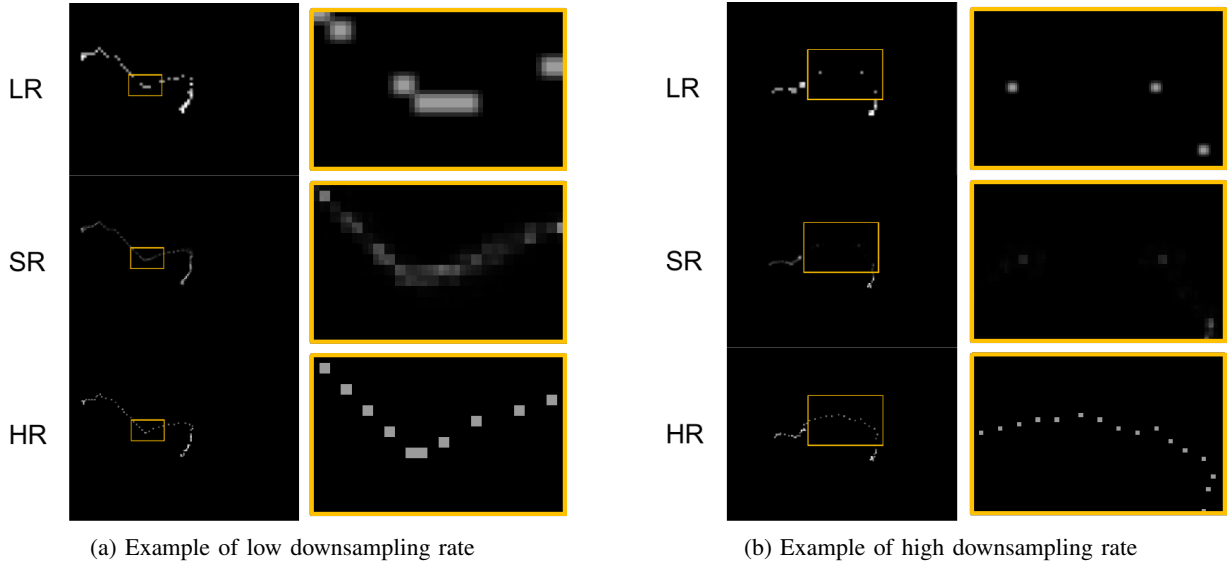 LR
SR
HR
(a) Example of low downsampling rate
LR
SR
HR
(b) Example of high downsampling rate